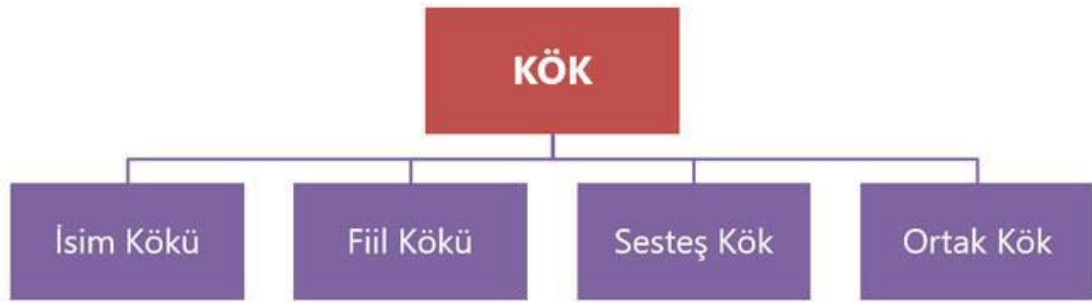 KÖK
İsim Kökü
Fiil Kökü
Sesteş Kök
Ortak Kök